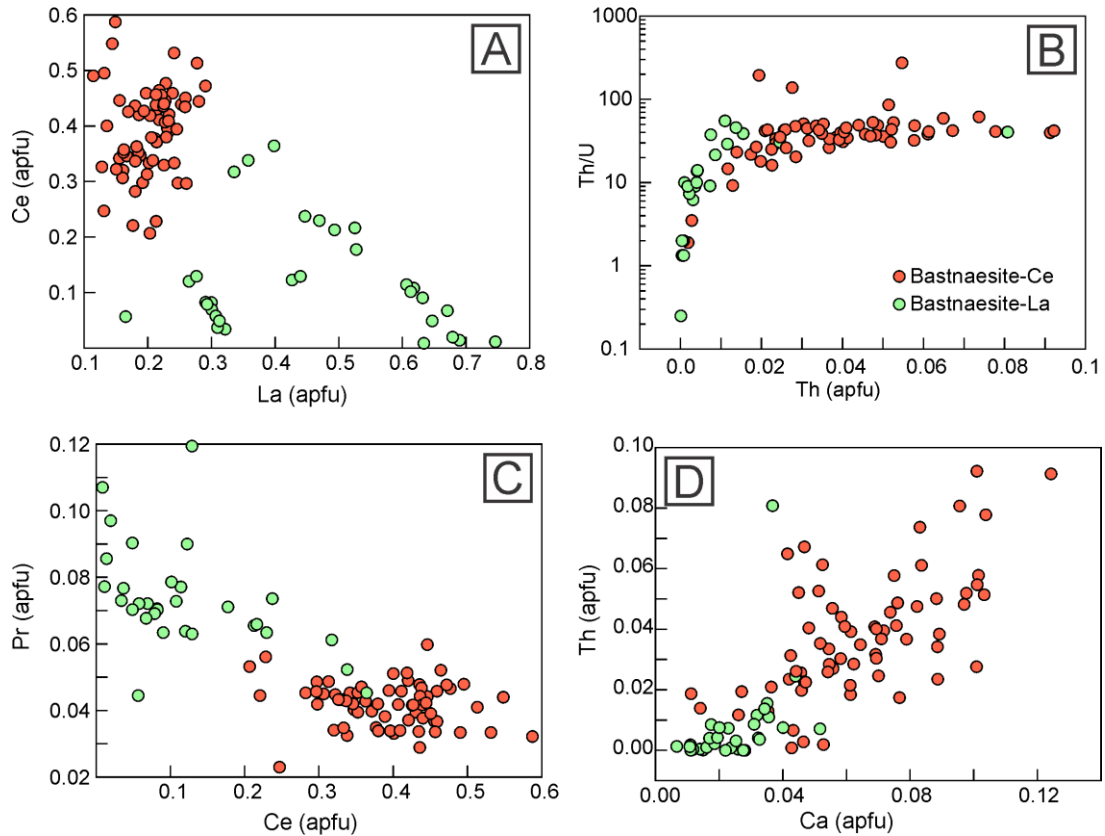 A
Ce (apfu)
0.6
0.5
0.4
0.3
0.2
0.1
0.1 0.2 0.3 0.4 0.5 0.6 0.7 0.8
La (apfu)
B
Th/U
1000
100
10
1
0.1
Bastnaesite-Ce
Bastnaesite-La
0.0 0.02 0.04 0.06 0.08 0.1
Th (apfu)
C
Pr (apfu)
0.12
0.10
0.08
0.06
0.04
0.02
0.1 0.2 0.3 0.4 0.5 0.6
Ce (apfu)
D
Th (apfu)
0.10
0.08
0.06
0.04
0.02
0.00
0.00 0.04 0.08 0.12
Ca (apfu)